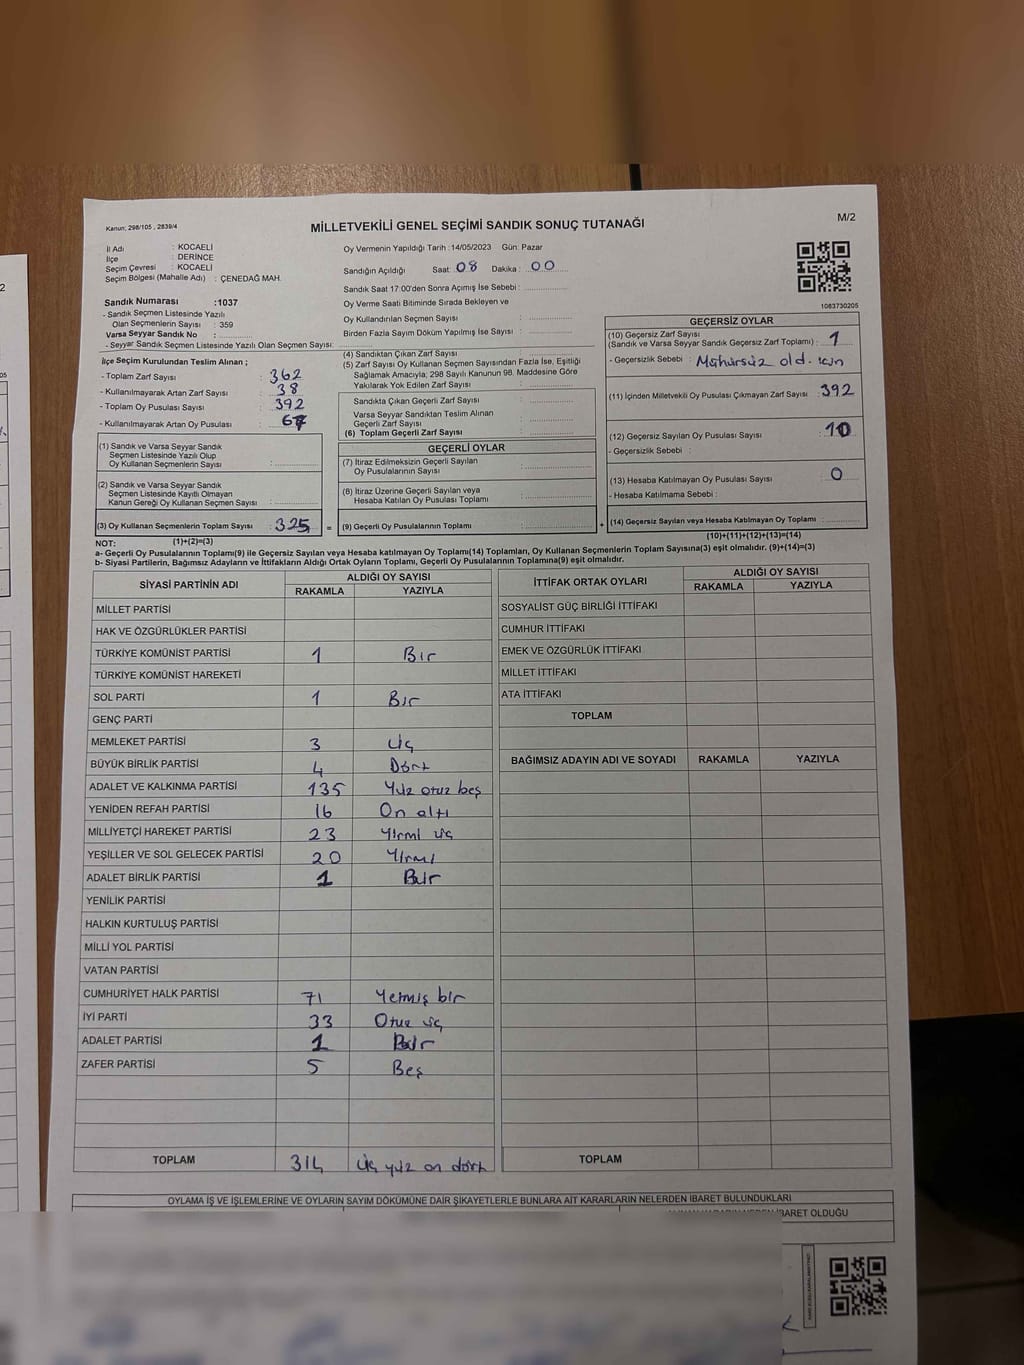 Kanun: 298/105 , 2839/4
MİLLETVEKİLİ GENEL SEÇİMİ SANDIK SONUÇ TUTANAĞI
M/2
İl Adı : KOCAELİ
İlçe : DERİNCE
Seçim Çevresi : KOCAELİ
Seçim Bölgesi (Mahalle Adı) : ÇENEDAĞ MAH.
Sandık Numarası :1037
- Sandık Seçmen Listesinde Yazılı
Olan Seçmenlerin Sayısı : 359
Varsa Seyyar Sandık No :
- Seyyar Sandık Seçmen Listesinde Yazılı Olan Seçmen Sayısı:
Oy Vermenin Yapıldığı Tarih :14/05/2023 Gün: Pazar
Sandığın Açıldığı Saat: 08 Dakika : 00
Sandık Saat 17:00'den Sonra Açımış İse Sebebi :
Oy Verme Saati Bitiminde Sırada Bekleyen ve
Oy Kullandırılan Seçmen Sayısı :
Birden Fazla Sayım Döküm Yapılmış İse Sayısı :
1083730205
İlçe Seçim Kurulundan Teslim Alınan ;
- Toplam Zarf Sayısı : 362
- Kullanılmayarak Artan Zarf Sayısı : 38
- Toplam Oy Pusulası Sayısı : 392
- Kullanılmayarak Artan Oy Pusulası : 67
(1) Sandık ve Varsa Seyyar Sandık
Seçmen Listesinde Yazılı Olup
Oy Kullanan Seçmenlerin Sayısı :
(2) Sandık ve Varsa Seyyar Sandık
Seçmen Listesinde Kayıtlı Olmayan
Kanun Gereği Oy Kullanan Seçmen Sayısı :
(3) Oy Kullanan Seçmenlerin Toplam Sayısı : 325 =
(4) Sandıktan Çıkan Zarf Sayısı :
(5) Zarf Sayısı Oy Kullanan Seçmen Sayısından Fazla İse, Eşitliği
Sağlamak Amacıyla; 298 Sayılı Kanunun 98. Maddesine Göre
Yakılarak Yok Edilen Zarf Sayısı :
Sandıkta Çıkan Geçerli Zarf Sayısı :
Varsa Seyyar Sandıktan Teslim Alınan
Geçerli Zarf Sayısı :
(6) Toplam Geçerli Zarf Sayısı :
GEÇERLİ OYLAR
(7) İtiraz Edilmeksizin Geçerli Sayılan
Oy Pusulalarının Sayısı :
(8) İtiraz Üzerine Geçerli Sayılan veya
Hesaba Katılan Oy Pusulası Toplamı :
(9) Geçerli Oy Pusulalarının Toplamı : +
GEÇERSİZ OYLAR
(10) Geçersiz Zarf Sayısı
(Sandık ve Varsa Seyyar Sandık Geçersiz Zarf Toplamı) : 1
- Geçersizlik Sebebi : Mühürsüz old. için
(11) İçinden Milletvekili Oy Pusulası Çıkmayan Zarf Sayısı : 392
(12) Geçersiz Sayılan Oy Pusulası Sayısı : 10
- Geçersizlik Sebebi :
(13) Hesaba Katılmayan Oy Pusulası Sayısı : 0
- Hesaba Katılmama Sebebi :
(14) Geçersiz Sayılan veya Hesaba Katılmayan Oy Toplamı :
(10)+(11)+(12)+(13)=(14)
NOT: (1)+(2)=(3)
a- Geçerli Oy Pusulalarının Toplamı(9) ile Geçersiz Sayılan veya Hesaba katılmayan Oy Toplamı(14) Toplamları, Oy Kullanan Seçmenlerin Toplam Sayısına(3) eşit olmalıdır. (9)+(14)=(3)
b- Siyasi Partilerin, Bağımsız Adayların ve İttifakların Aldığı Ortak Oyların Toplamı, Geçerli Oy Pusulalarının Toplamına(9) eşit olmalıdır.
SİYASİ PARTİNİN ADI ALDIĞI OY SAYISI
RAKAMLA YAZIYLA
MİLLET PARTİSİ
HAK VE ÖZGÜRLÜKLER PARTİSİ
TÜRKİYE KOMÜNİST PARTİSİ 1 Bir
TÜRKİYE KOMÜNİST HAREKETİ
SOL PARTİ 1 Bir
GENÇ PARTİ
MEMLEKET PARTİSİ 3 Üç
BÜYÜK BİRLİK PARTİSİ 4 Dört
ADALET VE KALKINMA PARTİSİ 135 Yüz otuz beş
YENİDEN REFAH PARTİSİ 16 On altı
MİLLİYETÇİ HAREKET PARTİSİ 23 Yirmi üç
YEŞİLLER VE SOL GELECEK PARTİSİ 20 Yirmi
ADALET BİRLİK PARTİSİ 1 Bir
YENİLİK PARTİSİ
HALKIN KURTULUŞ PARTİSİ
MİLLİ YOL PARTİSİ
VATAN PARTİSİ
CUMHURİYET HALK PARTİSİ 71 Yetmiş bir
İYİ PARTİ 33 Otuz üç
ADALET PARTİSİ 1 Bir
ZAFER PARTİSİ 5 Beş
TOPLAM 314 Üç yüz on dört
İTTİFAK ORTAK OYLARI ALDIĞI OY SAYISI
RAKAMLA YAZIYLA
SOSYALİST GÜÇ BİRLİĞİ İTTİFAKI
CUMHUR İTTİFAKI
EMEK VE ÖZGÜRLÜK İTTİFAKI
MİLLET İTTİFAKI
ATA İTTİFAKI
TOPLAM
BAĞIMSIZ ADAYIN ADI VE SOYADI RAKAMLA YAZIYLA
TOPLAM
OYLAMA İŞ VE İŞLEMLERİNE VE OYLARIN SAYIM DÖKÜMÜNE DAİR ŞİKAYETLERLE BUNLARA AİT KARARLARIN NELERDEN İBARET BULUNDUKLARI
İBARET OLDUĞU